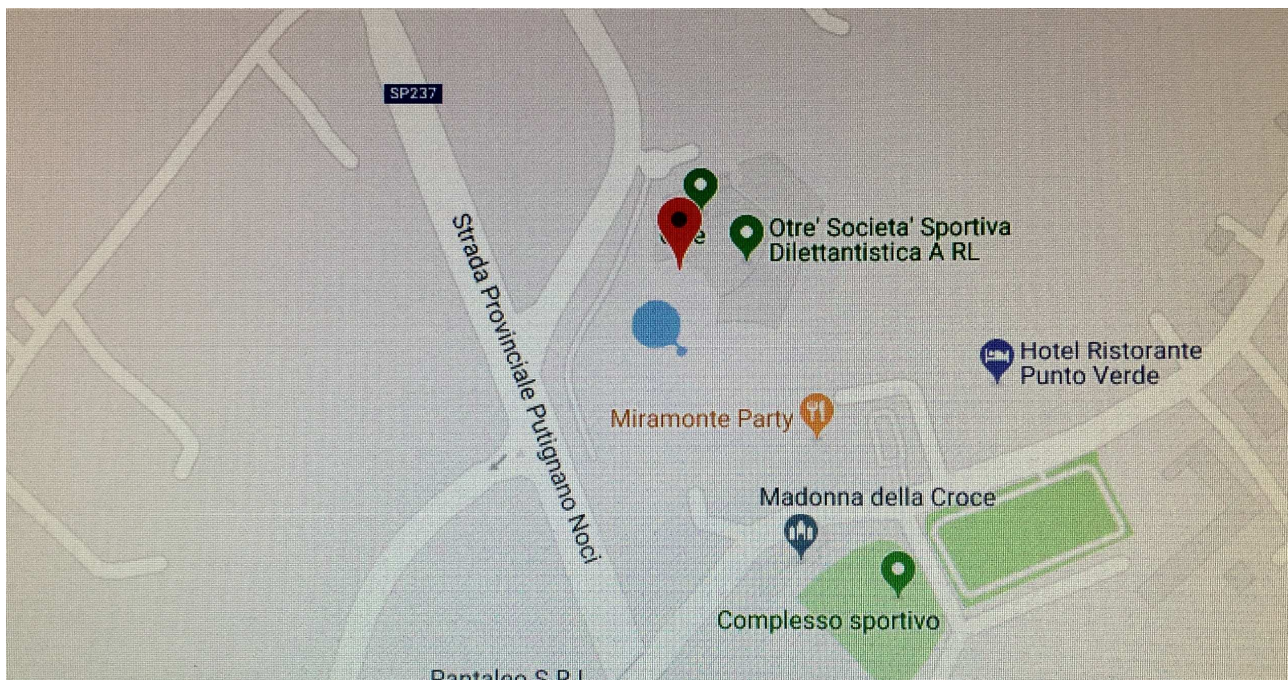 SP237
Otre' Societa' Sportiva
Dilettantistica A RL
Strada Provinciale Putignano Noci
Hotel Ristorante
Punto Verde
Miramonte Party
Madonna della Croce
Complesso sportivo